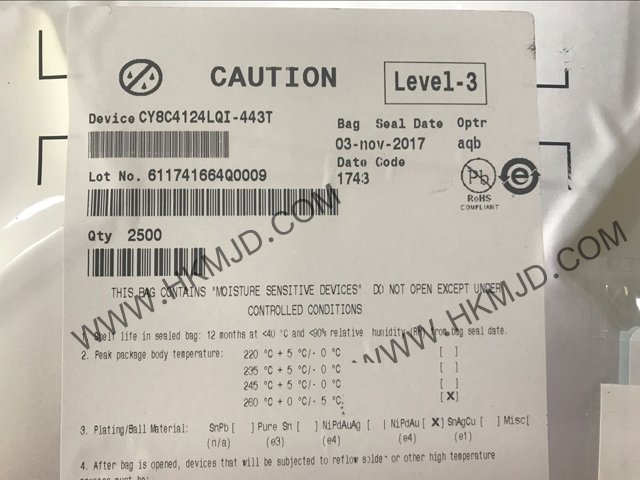 CAUTION
Level-3
Device CY8C4124LQI-443T
Bag Seal Date Optr
03-nov-2017 aqb
Date Code
Lot No. 611741664Q0009
1743
Pb
e
RoHS
COMPLIANT
Qty 2500
THIS BAG CONTAINS "MOISTURE SENSITIVE DEVICES" DO NOT OPEN EXCEPT UNDER
CONTROLLED CONDITIONS
1. Shelf life in sealed bag: 12 months at <40 °C and <90% relative humidity (RH) from bag seal date.
2. Peak package body temperature: 220 °C + 5 °C/- 0 °C [ ]
235 °C + 5 °C/- 0 °C [ ]
245 °C + 5 °C/- 0 °C [ ]
260 °C + 0 °C/- 5 °C [X]
3. Plating/Ball Material: SnPb [ ] Pure Sn [ ] NiPdAuAg [ ] NiPdAu [X] SnAgCu [ ] Misc[
(n/a) (e3) (e4) (e4) (e1)
4. After bag is opened, devices that will be subjected to reflow solder or other high temperature
must be:
WWW.HKMJD.COM
WWW.HKMJD.COM